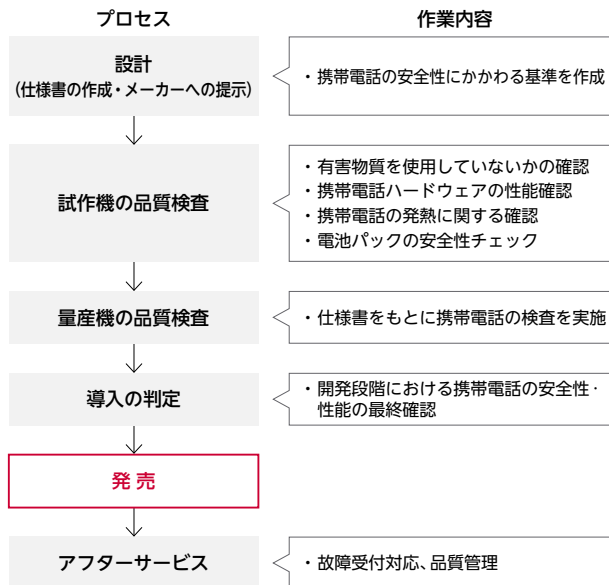 プロセス
作業内容
設計
(仕様書の作成・メーカーへの提示)
・携帯電話の安全性にかかわる基準を作成
試作機の品質検査
・有害物質を使用していないかの確認
・携帯電話ハードウェアの性能確認
・携帯電話の発熱に関する確認
・電池パックの安全性チェック
量産機の品質検査
・仕様書をもとに携帯電話の検査を実施
導入の判定
・開発段階における携帯電話の安全性・
性能の最終確認
発売
アフターサービス
・故障受付対応、品質管理